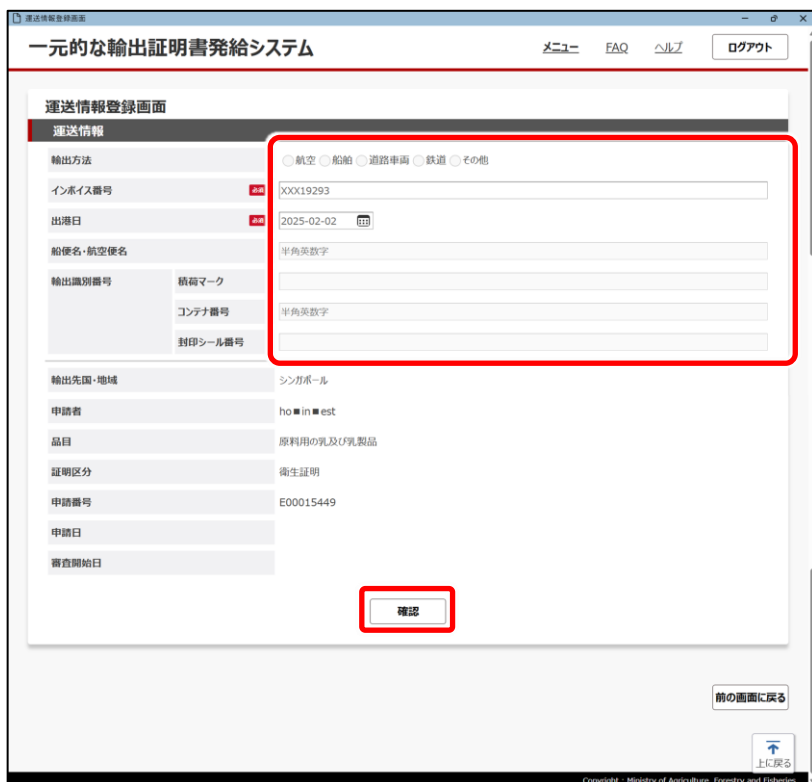 運送情報登録画面
一元的な輸出証明書発給システム メニュー FAQ ヘルプ ログアウト
運送情報登録画面
運送情報
輸出方法 航空 船舶 道路車両 鉄道 その他
インボイス番号 必須 XXX19293
出港日 必須 2025-02-02
船便名・航空便名 半角英数字
輸出識別番号 積荷マーク
コンテナ番号 半角英数字
封印シール番号
輸出先国・地域 シンガポール
申請者 ho■in■est
品目 原料用の乳及び乳製品
証明区分 衛生証明
申請番号 E00015449
申請日
審査開始日
確認
前の画面に戻る
上に戻る
Copyright : Ministry of Agriculture, Forestry and Fisheries